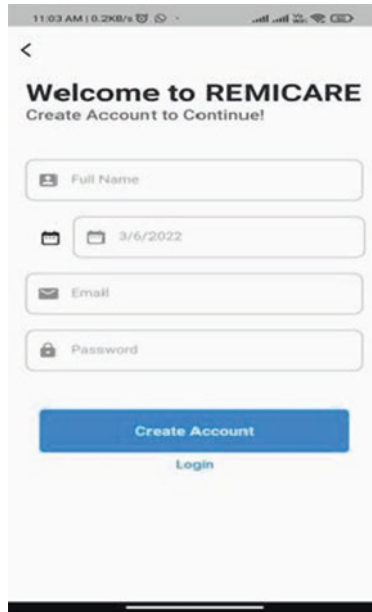 11:03 AM | 0.2KB/s
Welcome to REMICARE
Create Account to Continue!
Full Name
3/6/2022
Email
Password
Create Account
Login